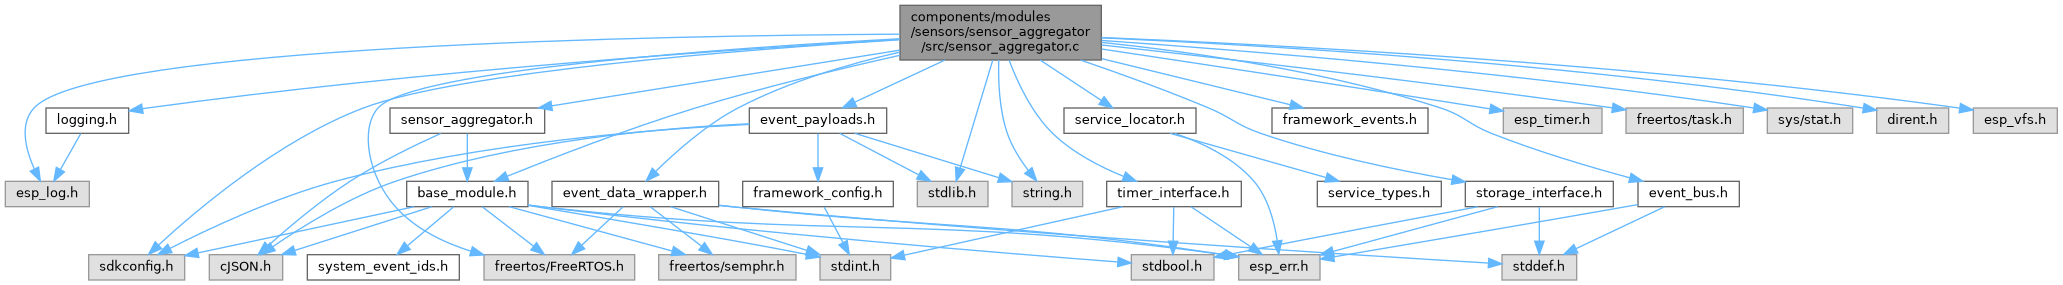 components/modules
/sensors/sensor_aggregator
/src/sensor_aggregator.c
logging.h
sensor_aggregator.h
event_payloads.h
service_locator.h
framework_events.h
esp_timer.h
freertos/task.h
sys/stat.h
dirent.h
esp_vfs.h
esp_log.h
base_module.h
event_data_wrapper.h
framework_config.h
stdlib.h
string.h
timer_interface.h
service_types.h
storage_interface.h
event_bus.h
sdkconfig.h
cJSON.h
system_event_ids.h
freertos/FreeRTOS.h
freertos/semphr.h
stdint.h
stdbool.h
esp_err.h
stddef.h